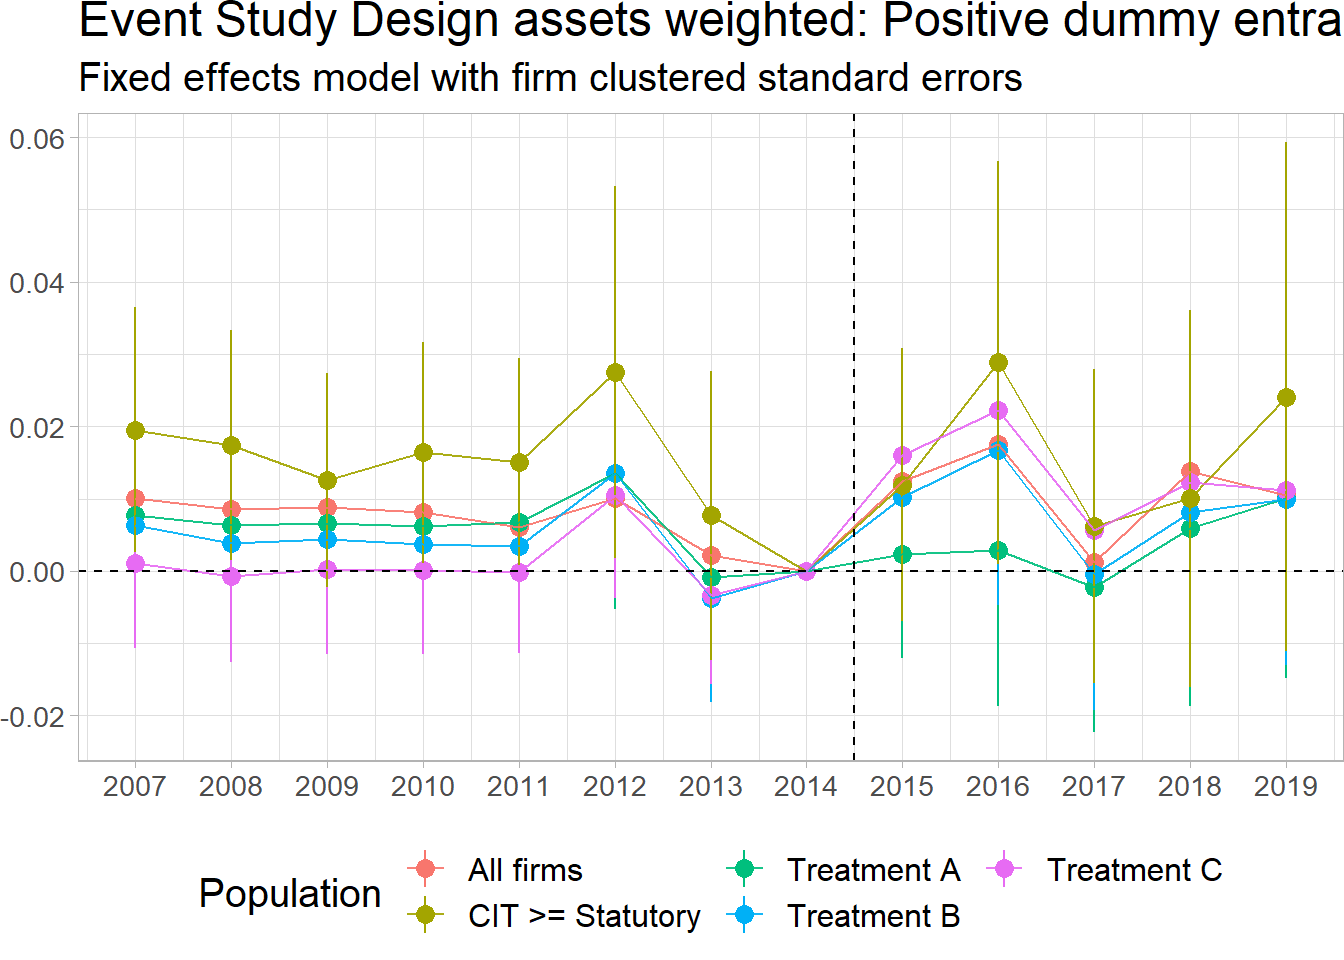 Event Study Design assets weighted: Positive dummy entra
Fixed effects model with firm clustered standard errors
0.06
0.04
0.02
0.00
-0.02
2007 2008 2009 2010 2011 2012 2013 2014 2015 2016 2017 2018 2019
Population
All firms
CIT >= Statutory
Treatment A
Treatment B
Treatment C